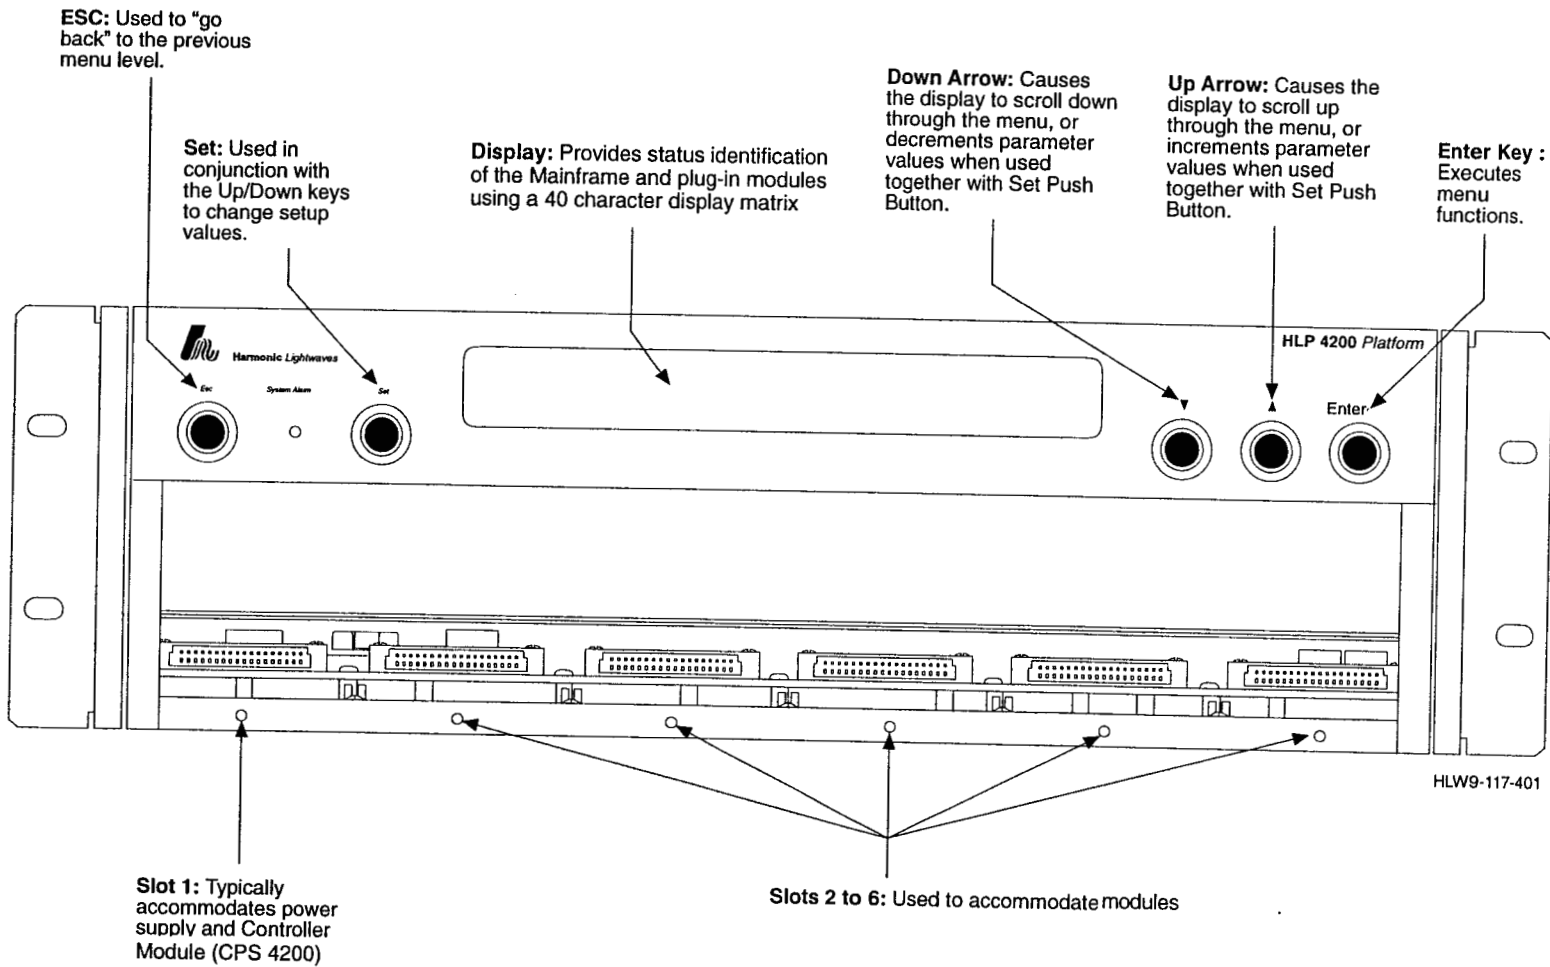 ESC: Used to "go
back" to the previous
menu level.
Set: Used in
conjunction with
the Up/Down keys
to change setup
values.
Display: Provides status identification
of the Mainframe and plug-in modules
using a 40 character display matrix
Down Arrow: Causes
the display to scroll down
through the menu, or
decrements parameter
values when used
together with Set Push
Button.
Up Arrow: Causes the
display to scroll up
through the menu, or
increments parameter
values when used
together with Set Push
Button.
Enter Key :
Executes
menu
functions.
Harmonic Lightwaves
HLP 4200 Platform
Esc
System Alarm
Set
▼
▲
Enter
HLW9-117-401
Slot 1: Typically
accommodates power
supply and Controller
Module (CPS 4200)
Slots 2 to 6: Used to accommodate modules